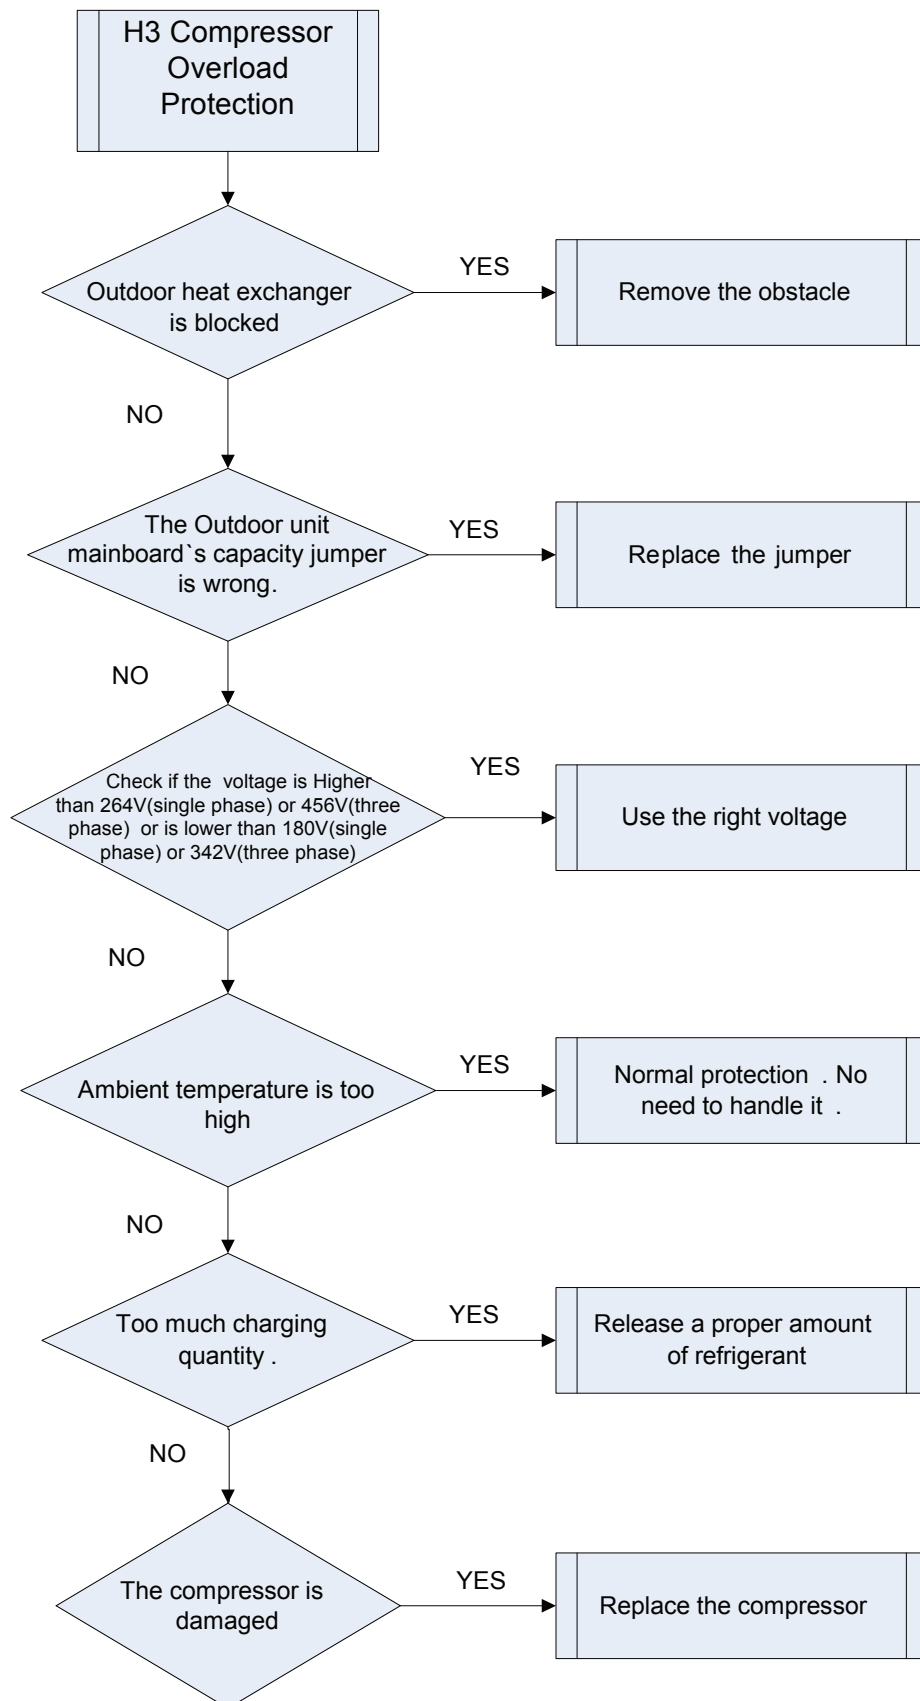 H3 Compressor
Overload
Protection
Outdoor heat exchanger
is blocked
YES
Remove the obstacle
NO
The Outdoor unit
mainboard`s capacity jumper
is wrong.
YES
Replace the jumper
NO
Check if the voltage is Higher
than 264V(single phase) or 456V(three
phase) or is lower than 180V(single
phase) or 342V(three phase)
YES
Use the right voltage
NO
Ambient temperature is too
high
YES
Normal protection . No
need to handle it .
NO
Too much charging
quantity .
YES
Release a proper amount
of refrigerant
NO
The compressor is
damaged
YES
Replace the compressor